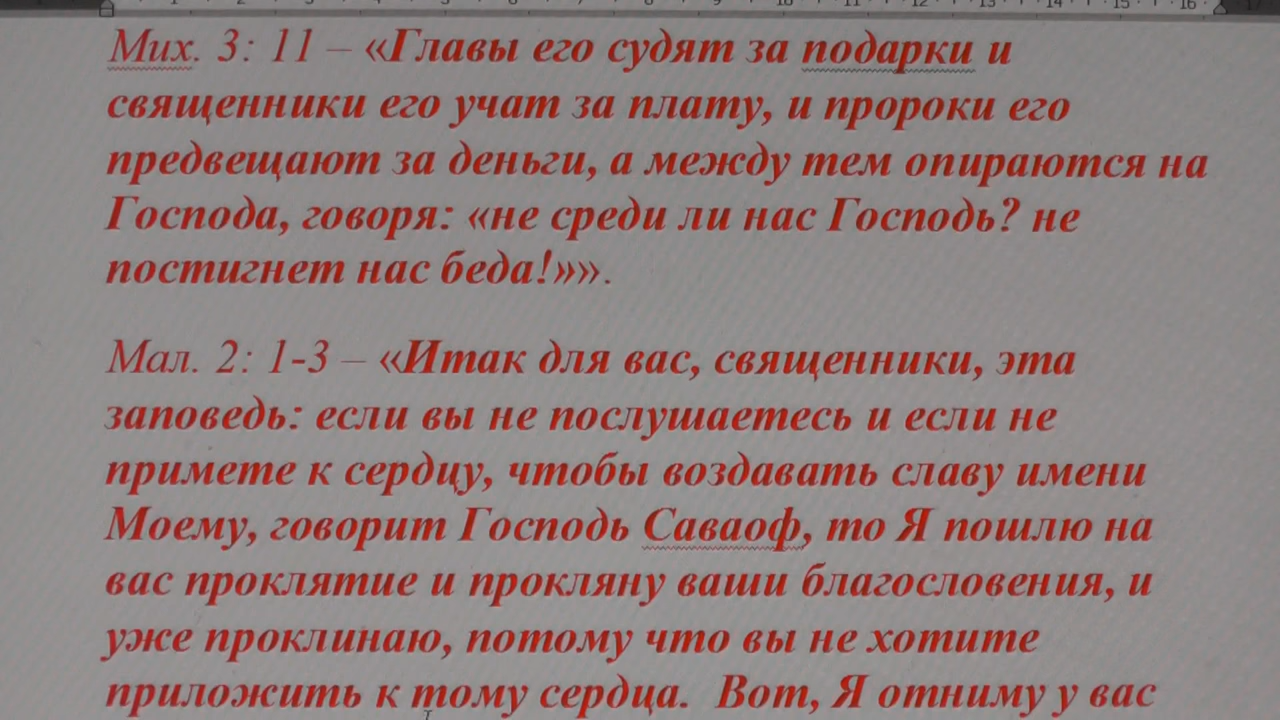 Мих. 3: 11 – «Главы его судят за подарки и
священники его учат за плату, и пророки его
предвещают за деньги, а между тем опираются на
Господа, говоря: «не среди ли нас Господь? не
постигнет нас беда!»».
Мал. 2: 1-3 – «Итак для вас, священники, эта
заповедь: если вы не послушаетесь и если не
примете к сердцу, чтобы воздавать славу имени
Моему, говорит Господь Саваоф, то Я пошлю на
вас проклятие и прокляну ваши благословения, и
уже проклинаю, потому что вы не хотите
приложить к тому сердца.  Вот, Я отниму у вас